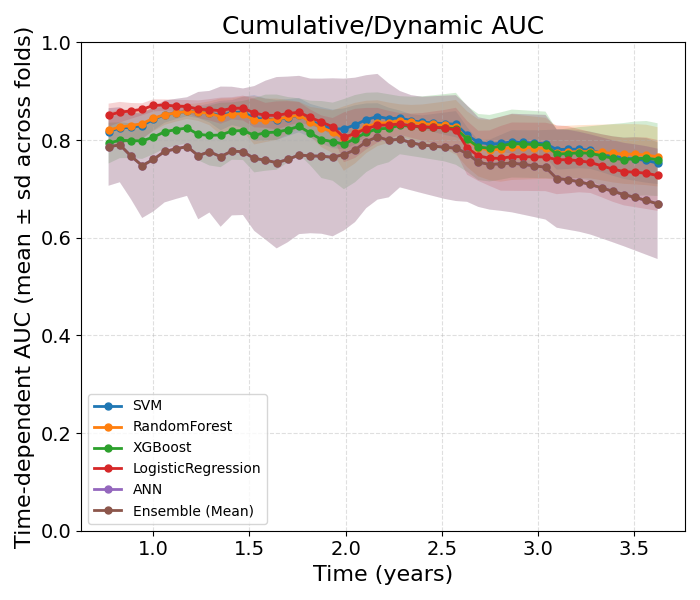 Cumulative/Dynamic AUC
Time-dependent AUC (mean ± sd across folds)
1.0
0.8
0.6
0.4
0.2
0.0
SVM
RandomForest
XGBoost
LogisticRegression
ANN
Ensemble (Mean)
1.0 1.5 2.0 2.5 3.0 3.5
Time (years)